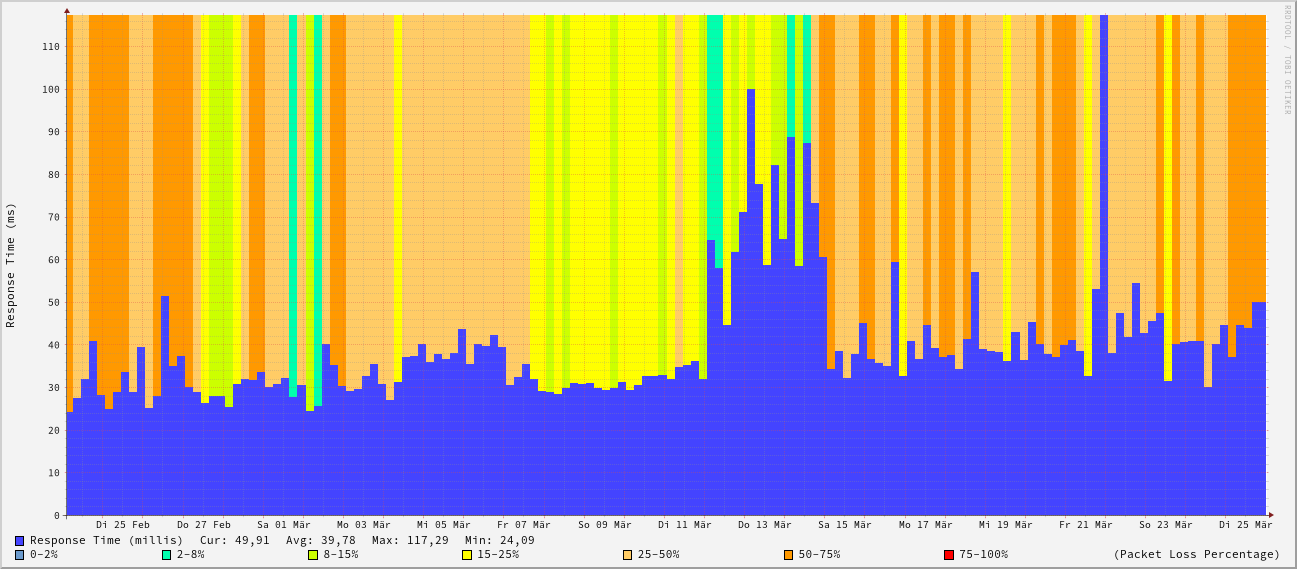 RRDTOOL / TOBI OETIKER
Response Time (ms)
110
100
90
80
70
60
50
40
30
20
10
0
Di 25 Feb Do 27 Feb Sa 01 Mär Mo 03 Mär Mi 05 Mär Fr 07 Mär So 09 Mär Di 11 Mär Do 13 Mär Sa 15 Mär Mo 17 Mär Mi 19 Mär Fr 21 Mär So 23 Mär Di 25 Mär
Response Time (millis) Cur: 49,91 Avg: 39,78 Max: 117,29 Min: 24,09
0-2% 2-8% 8-15% 15-25% 25-50% 50-75% 75-100% (Packet Loss Percentage)